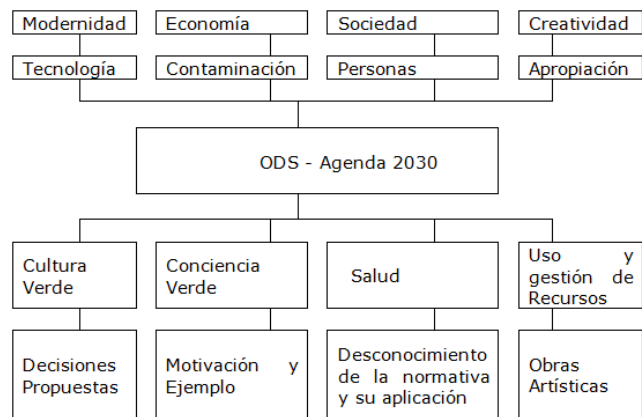 Modernidad
Economía
Sociedad
Creatividad
Tecnología
Contaminación
Personas
Apropiación
ODS - Agenda 2030
Cultura
Verde
Conciencia
Verde
Salud
Uso y
gestión de
Recursos
Decisiones
Propuestas
Motivación y
Ejemplo
Desconocimiento
de la normativa
y su aplicación
Obras
Artísticas